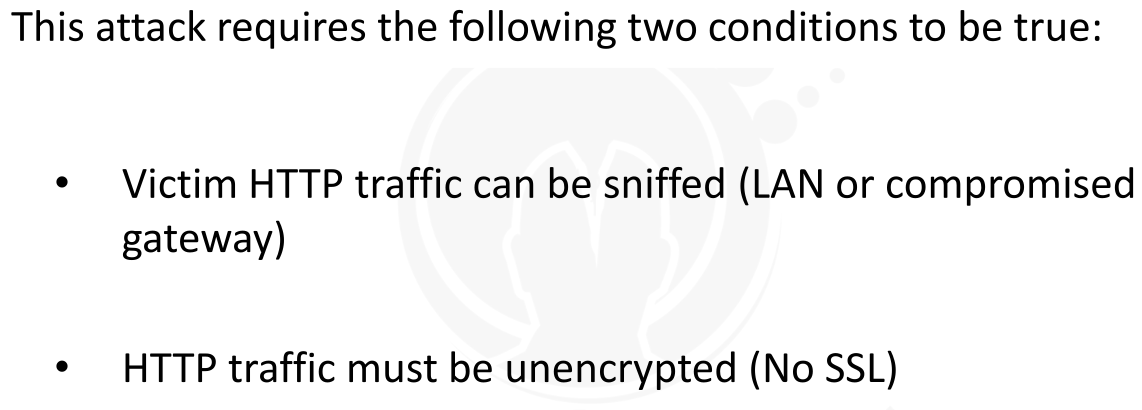 This attack requires the following two conditions to be true:
• Victim HTTP traffic can be sniffed (LAN or compromised
gateway)
• HTTP traffic must be unencrypted (No SSL)